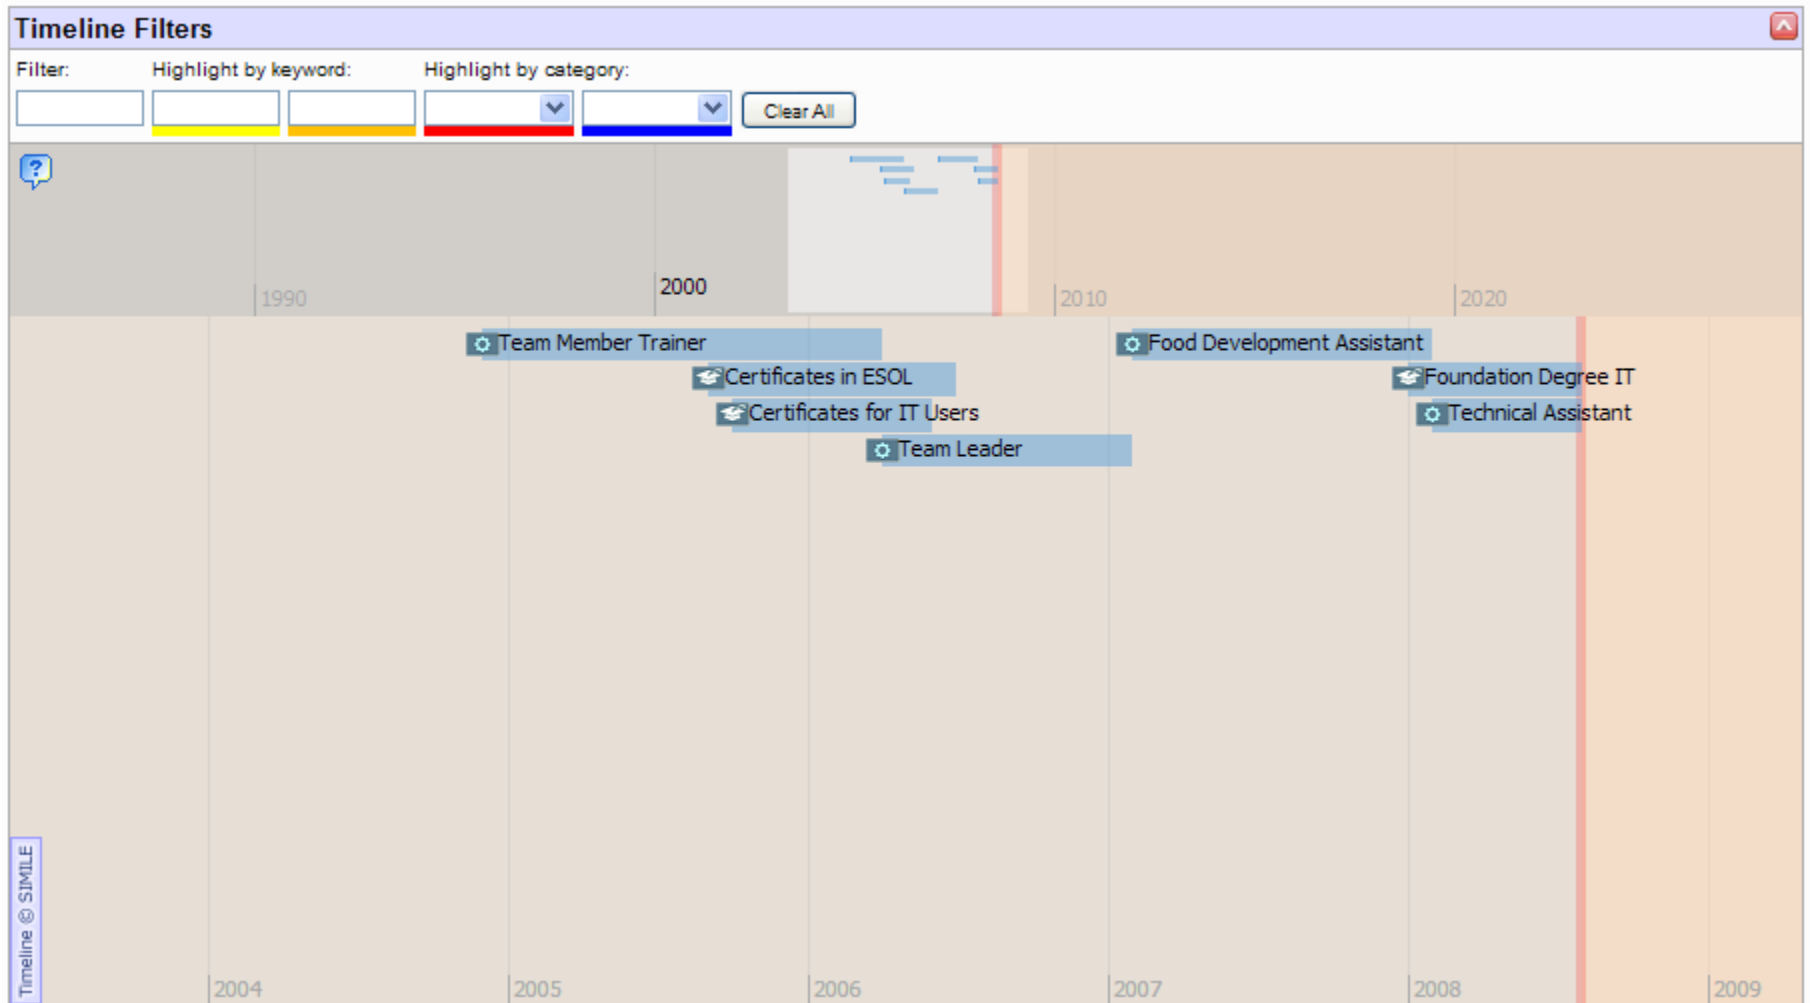 Timeline Filters
Filter: Highlight by keyword: Highlight by category:
Clear All
?
1990 2000 2010 2020
Team Member Trainer Food Development Assistant
Certificates in ESOL Foundation Degree IT
Certificates for IT Users Technical Assistant
Team Leader
Timeline © SIMILE
2004 2005 2006 2007 2008 2009